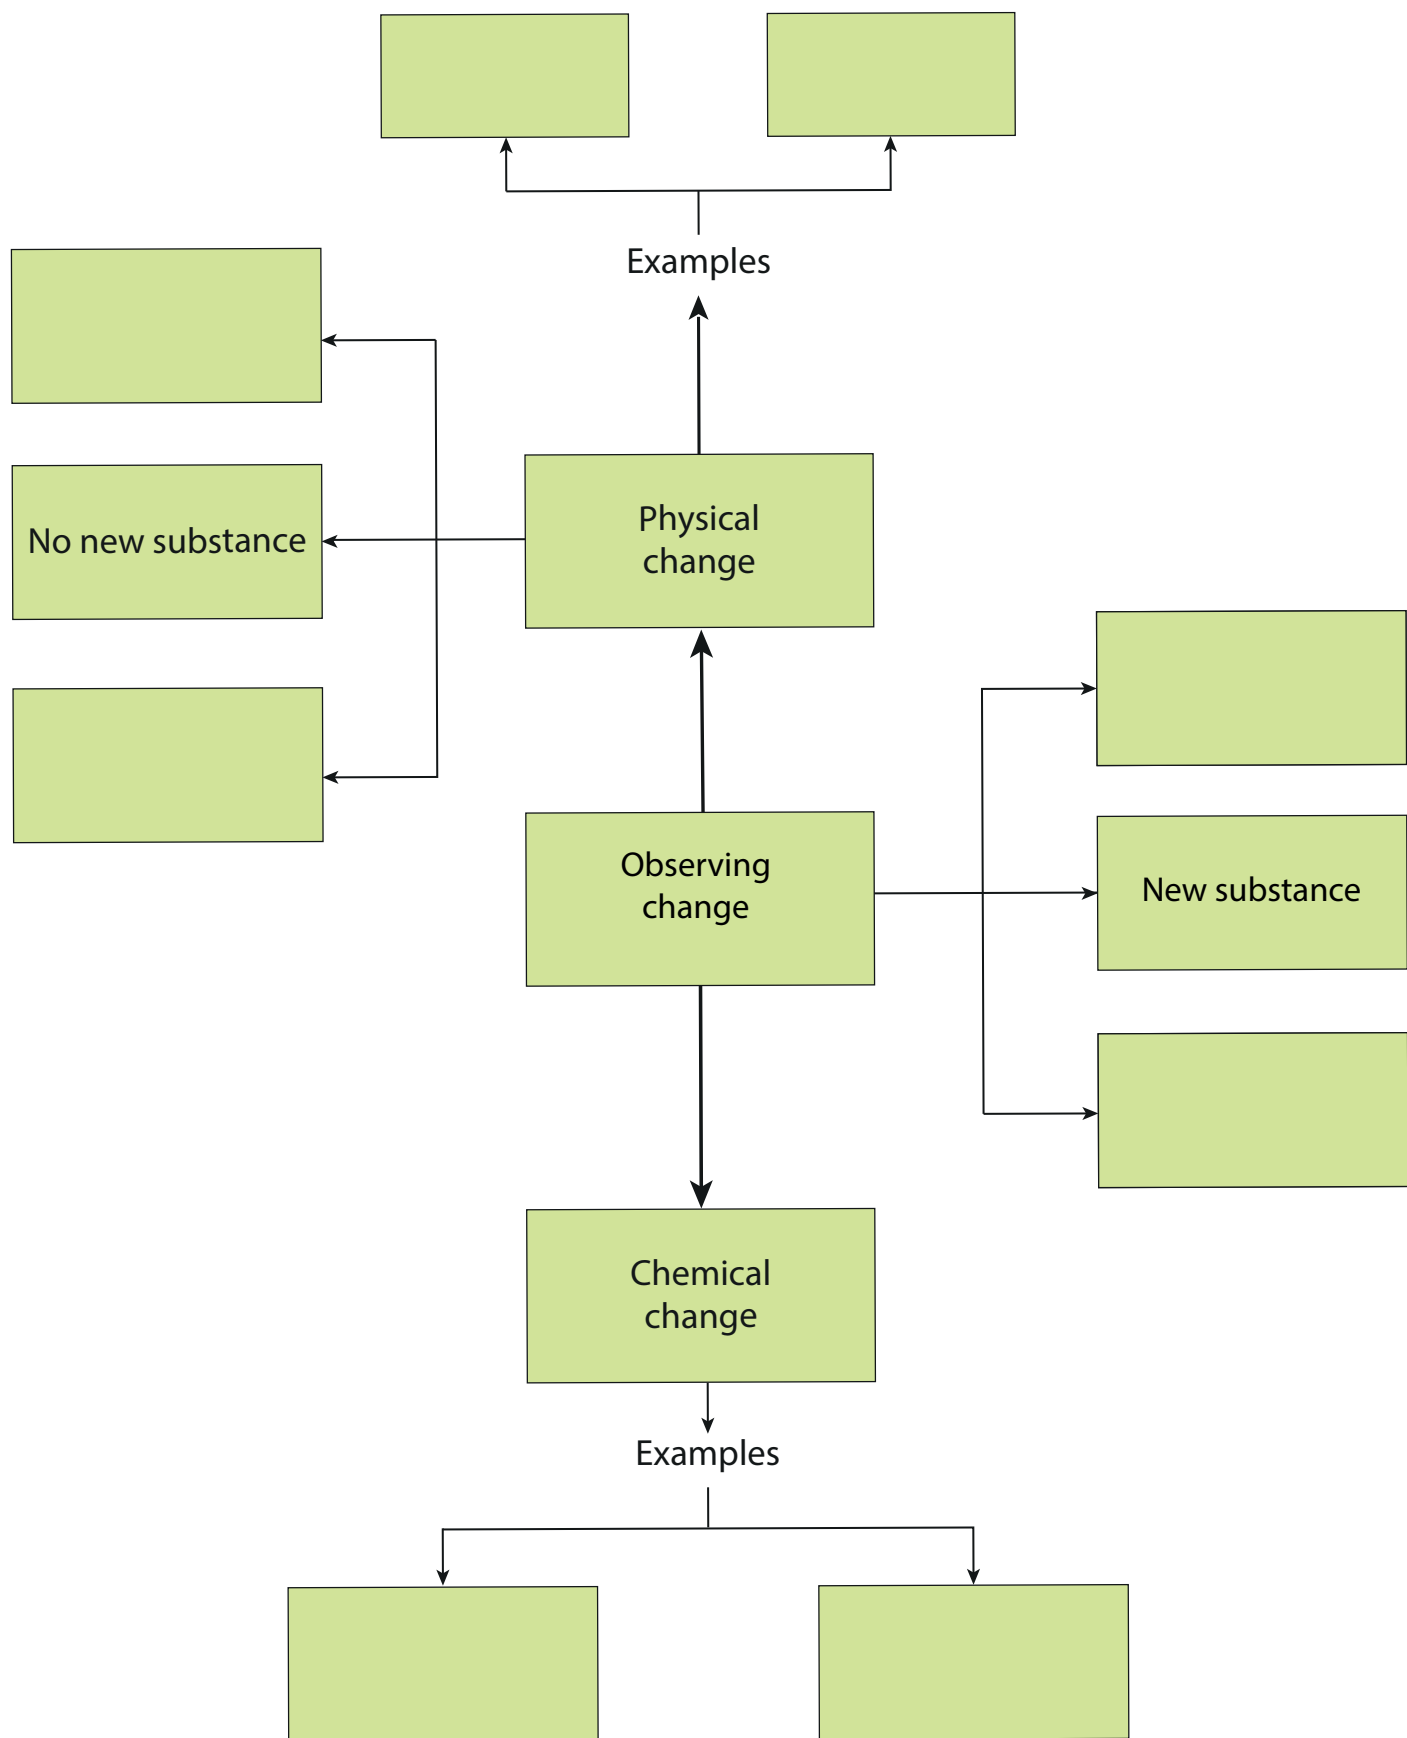 Examples
Physical
change
No new substance
Observing
change
New substance
Chemical
change
Examples